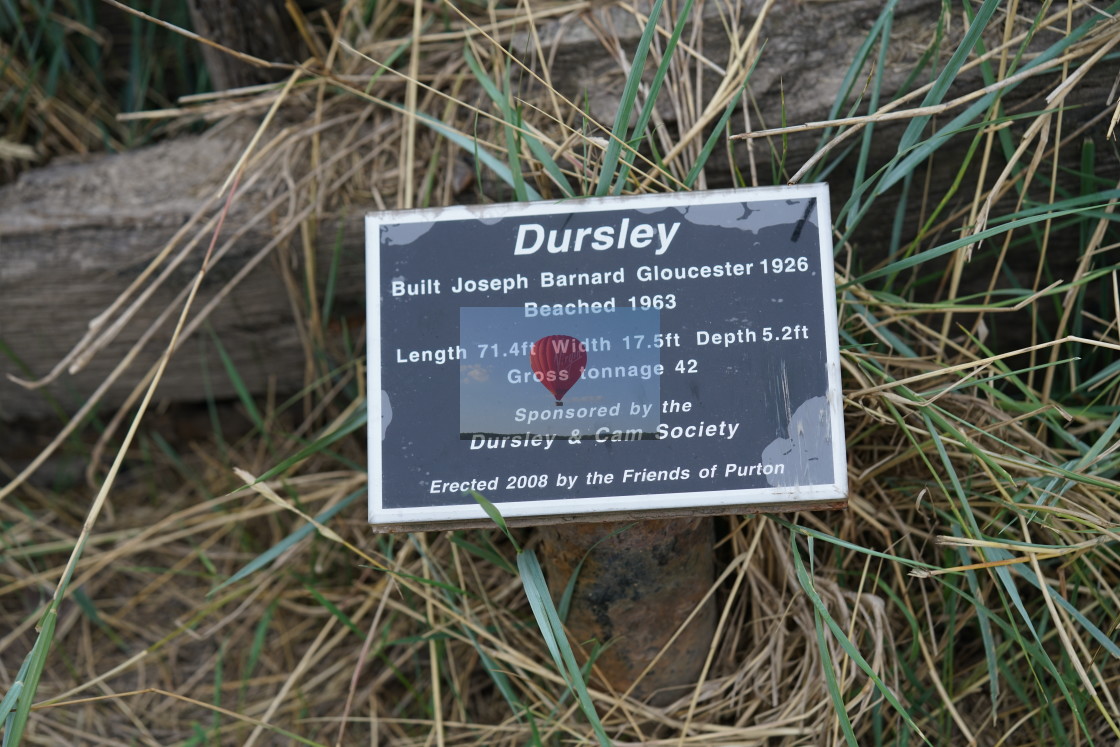 Dursley
Built Joseph Barnard Gloucester 1926
Beached 1963
Length 71.4ft Width 17.5ft Depth 5.2ft
Gross tonnage 42
Sponsored by the
Dursley & Cam Society
Erected 2008 by the Friends of Purton